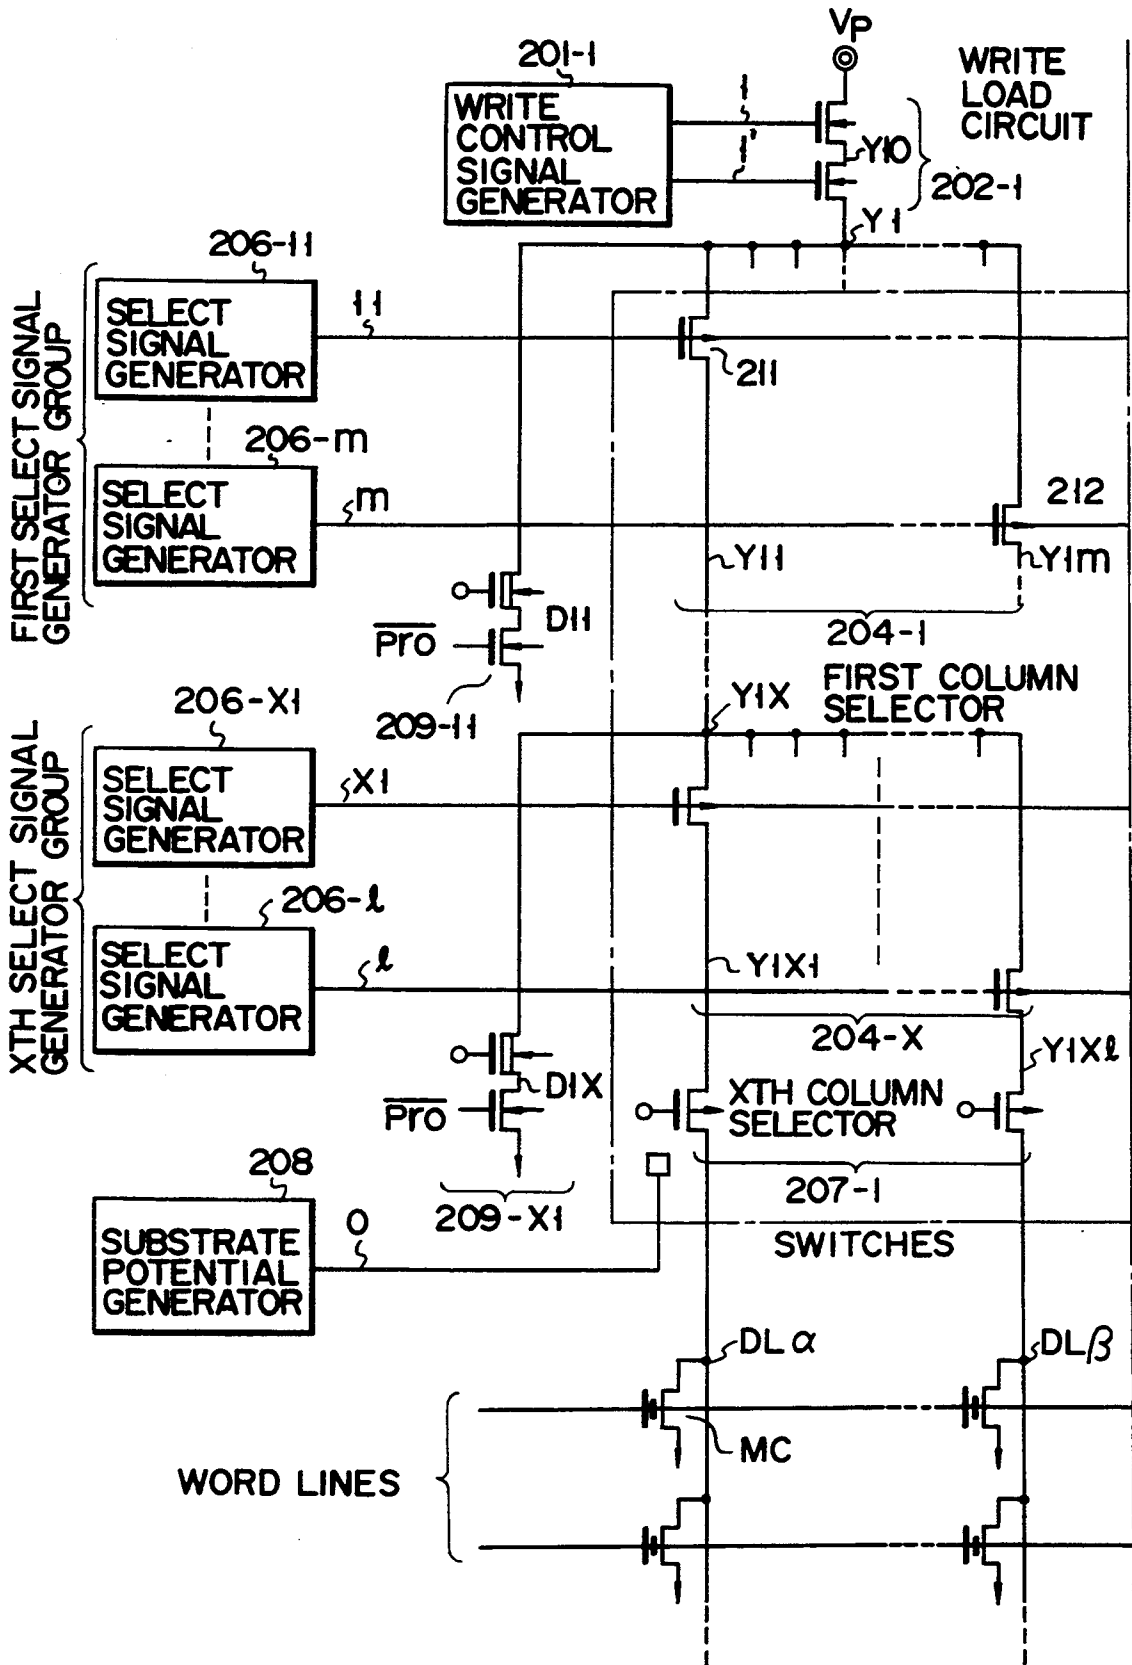 VP
201-1
WRITE
LOAD
CIRCUIT
WRITE
CONTROL
SIGNAL
GENERATOR
1
1'
Y10
202-1
Y1
206-11
FIRST SELECT SIGNAL
GENERATOR GROUP
SELECT
SIGNAL
GENERATOR
11
211
206-m
SELECT
SIGNAL
GENERATOR
m
212
Y11
Y1m
D11
Pro
204-1
209-11
FIRST COLUMN
SELECTOR
Y1X
206-X1
XTH SELECT SIGNAL
GENERATOR GROUP
SELECT
SIGNAL
GENERATOR
X1
206-ℓ
SELECT
SIGNAL
GENERATOR
ℓ
Y1X1
204-X
Y1Xℓ
D1X
Pro
XTH COLUMN
SELECTOR
208
209-X1
207-1
SUBSTRATE
POTENTIAL
GENERATOR
O
SWITCHES
DLα
DLβ
MC
WORD LINES